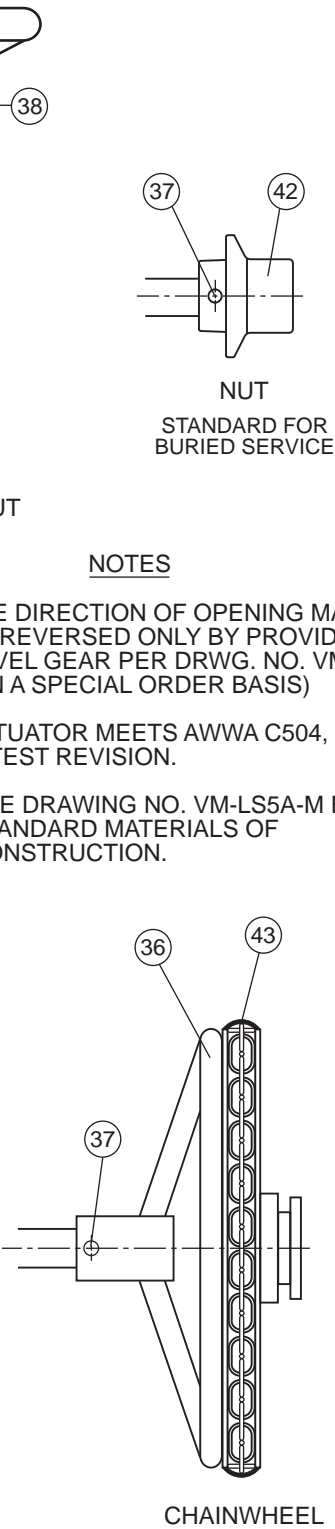 38
37 42
NUT
STANDARD FOR
BURIED SERVICE
UT
NOTES
E DIRECTION OF OPENING MA
REVERSED ONLY BY PROVID
VEL GEAR PER DRWG. NO. VM
N A SPECIAL ORDER BASIS)
TUATOR MEETS AWWA C504,
TEST REVISION.
E DRAWING NO. VM-LS5A-M
ANDARD MATERIALS OF
ONSTRUCTION.
36 43
37
CHAINWHEEL